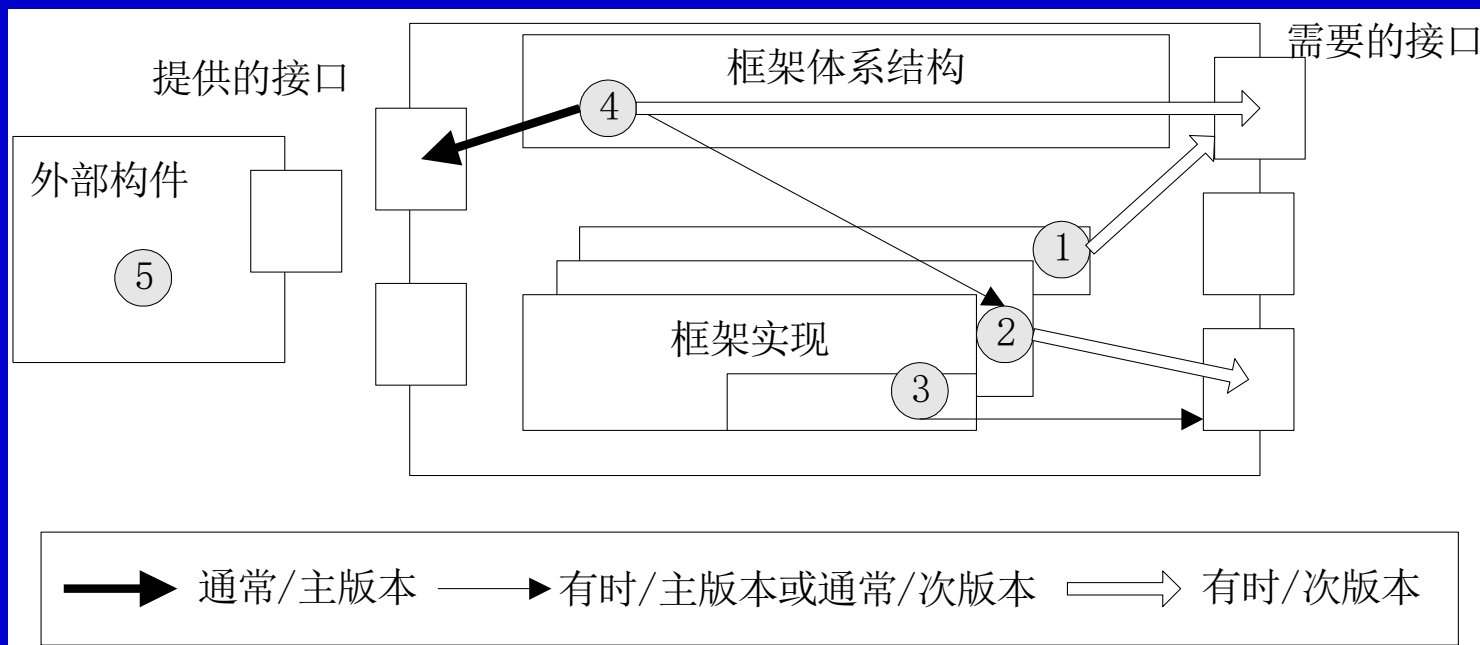 需要的接口
框架体系结构
提供的接口
④
外部构件
①
⑤
②
框架实现
③
通常/主版本 有时/主版本或通常/次版本 有时/次版本